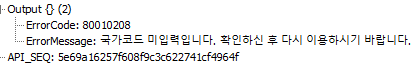 Output {} (2)
ErrorCode: 80010208
ErrorMessage: 국가코드 미입력입니다. 확인하신 후 다시 이용하시기 바랍니다.
API_SEQ: 5e69a16257f608f9c3c622741cf4964f